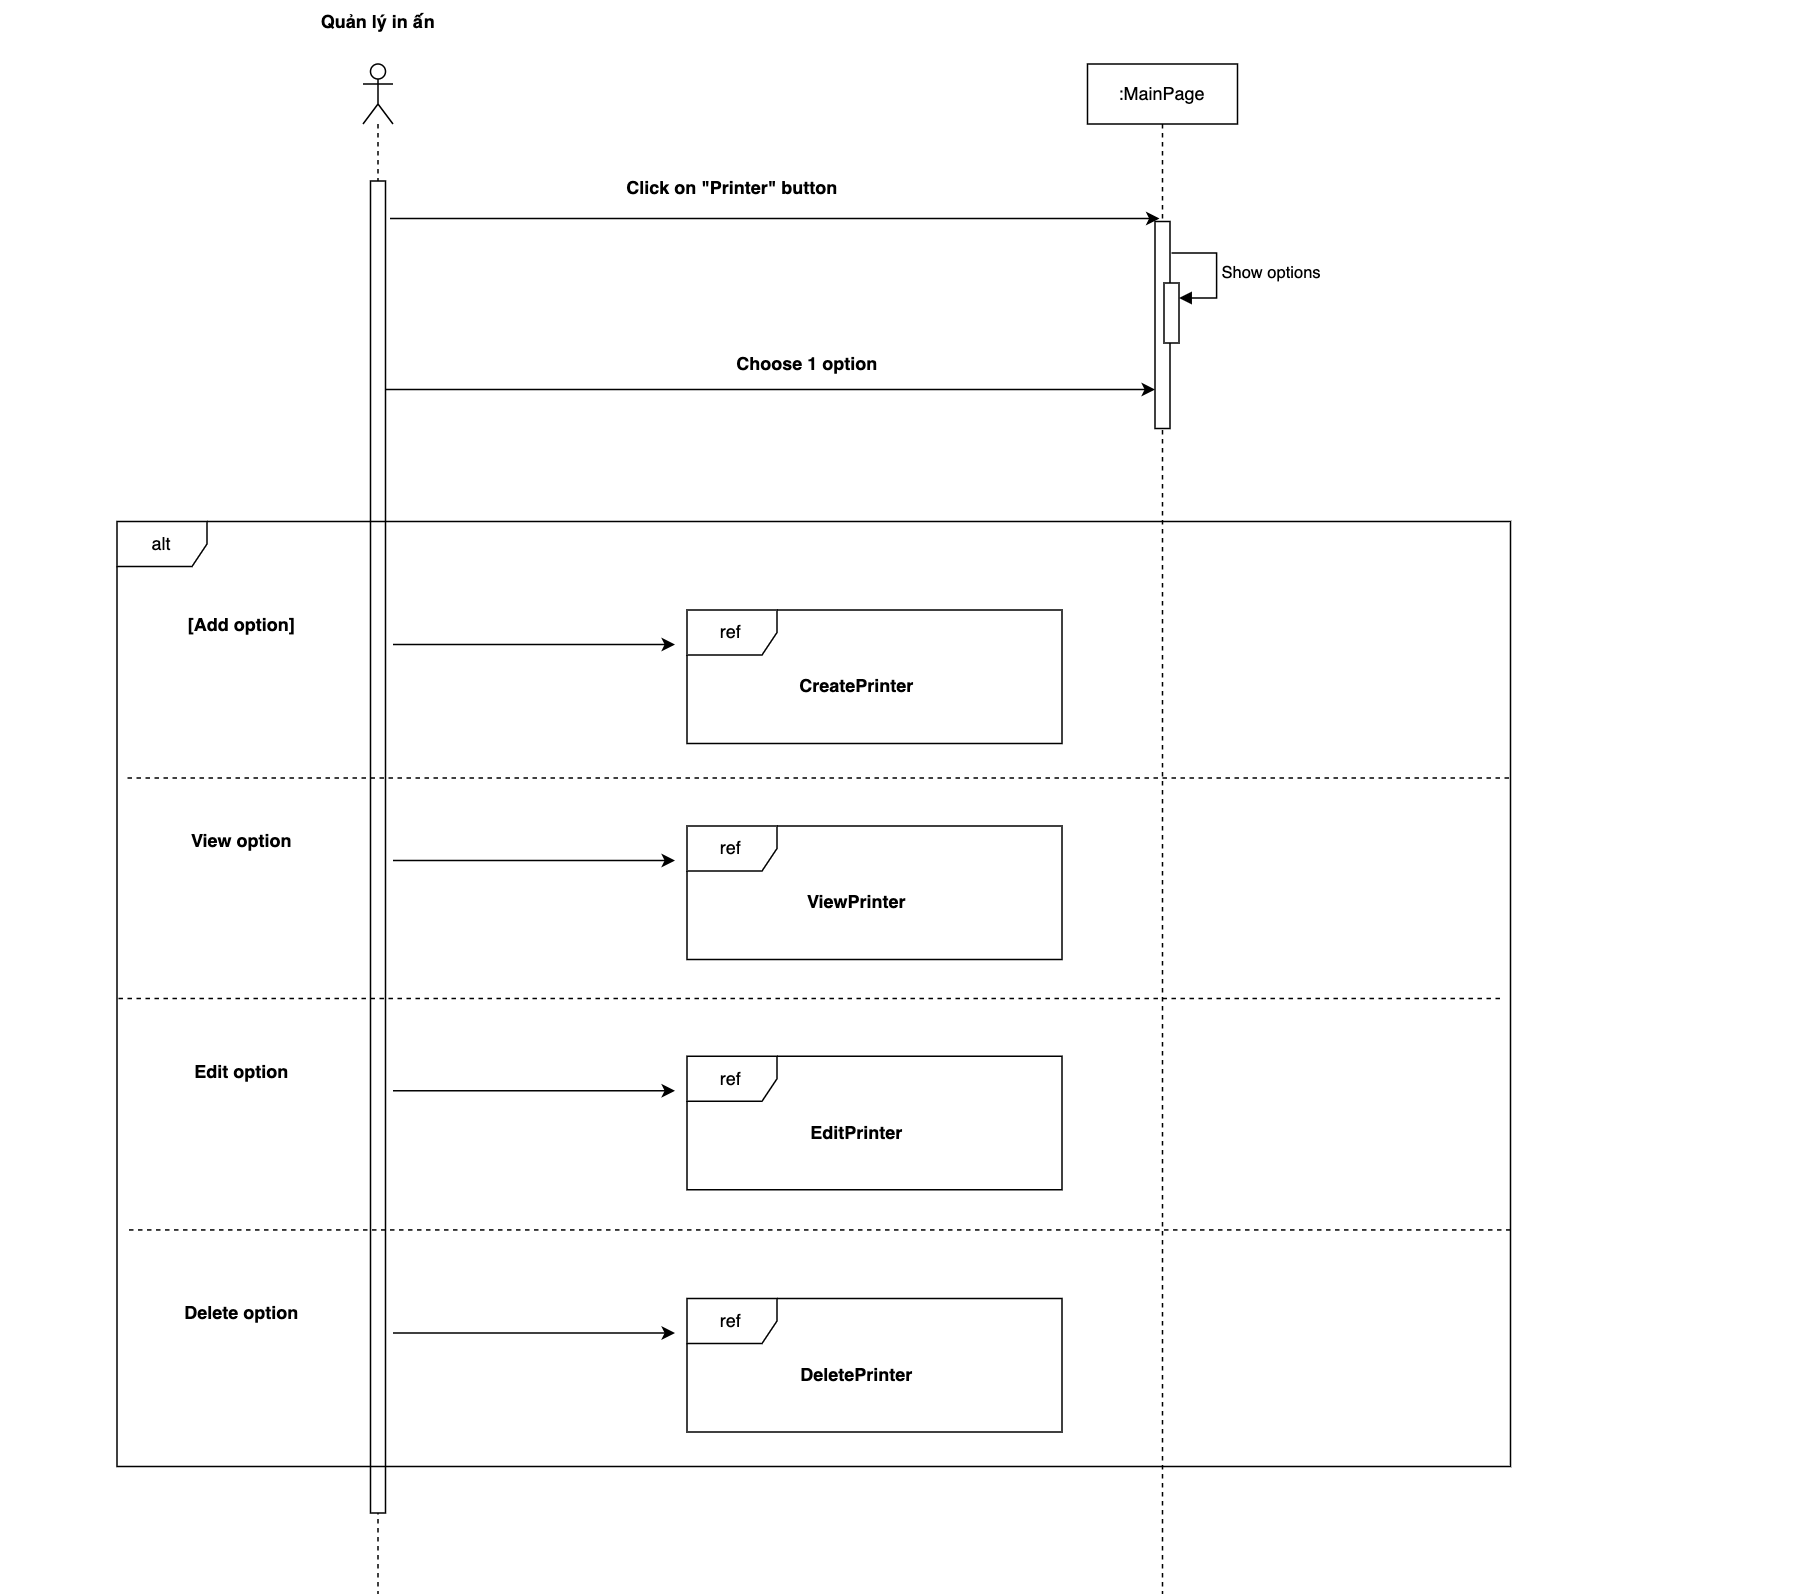 Quản lý in ấn
:MainPage
Click on "Printer" button
Show options
Choose 1 option
alt
[Add option]
ref
CreatePrinter
View option
ref
ViewPrinter
Edit option
ref
EditPrinter
Delete option
ref
DeletePrinter